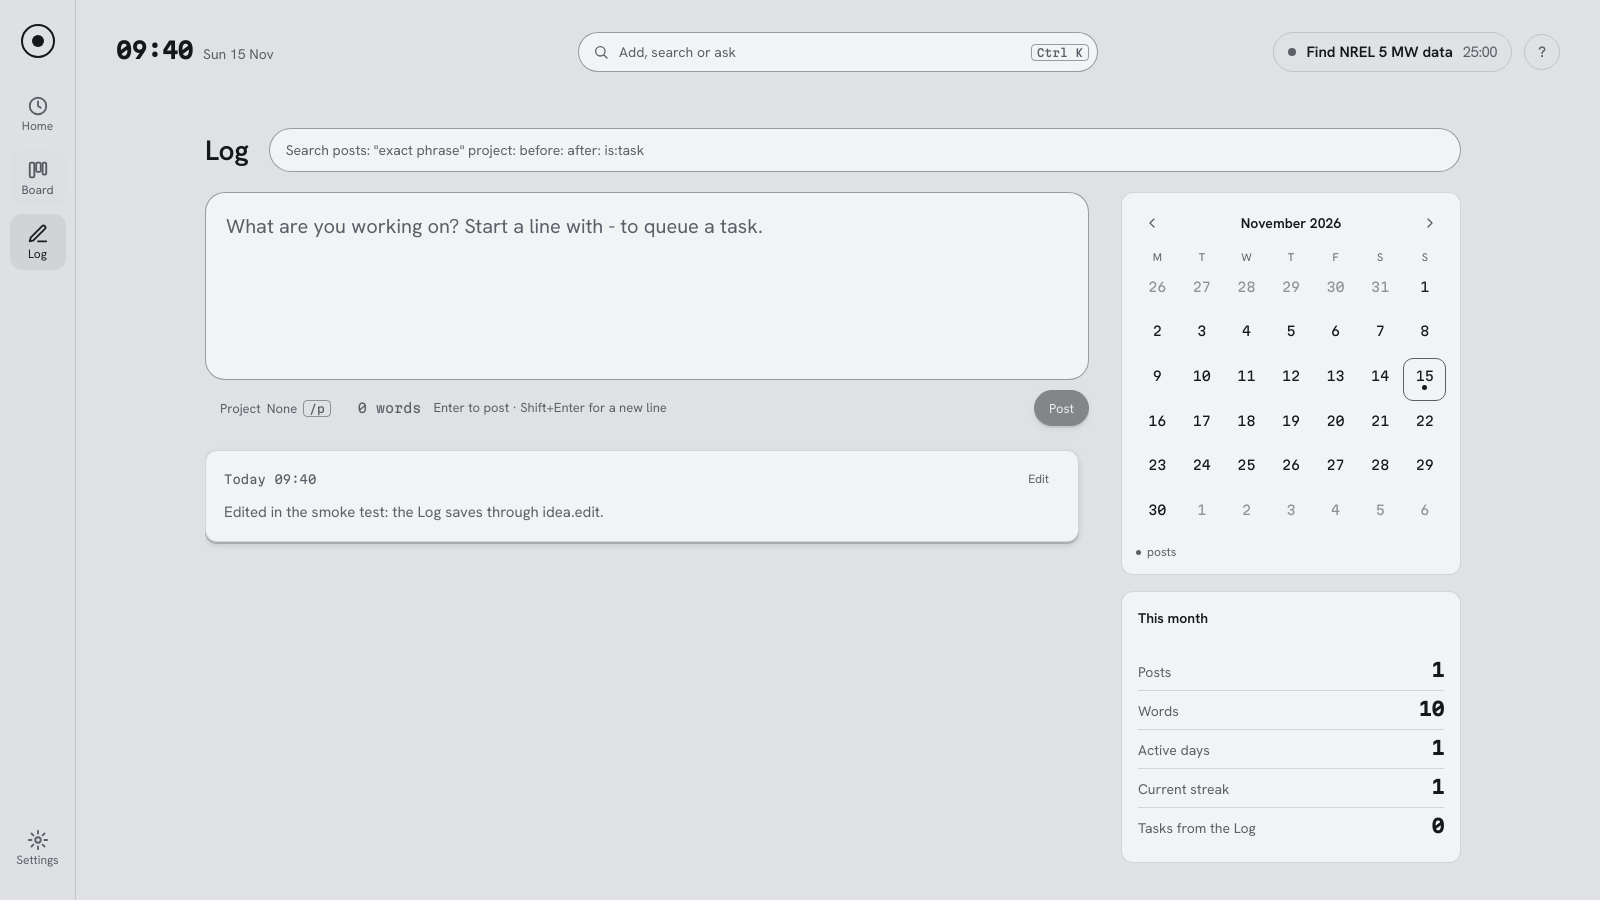 09:40 Sun 15 Nov
Add, search or ask Ctrl K
Find NREL 5 MW data 25:00
?
Home
Board
Log
Settings
Log
Search posts: "exact phrase" project: before: after: is:task
What are you working on? Start a line with - to queue a task.
Project None /p 0 words Enter to post · Shift+Enter for a new line
Post
Today 09:40 Edit
Edited in the smoke test: the Log saves through idea.edit.
November 2026
M T W T F S S
26 27 28 29 30 31 1
2 3 4 5 6 7 8
9 10 11 12 13 14 15
16 17 18 19 20 21 22
23 24 25 26 27 28 29
30 1 2 3 4 5 6
posts
This month
Posts 1
Words 10
Active days 1
Current streak 1
Tasks from the Log 0